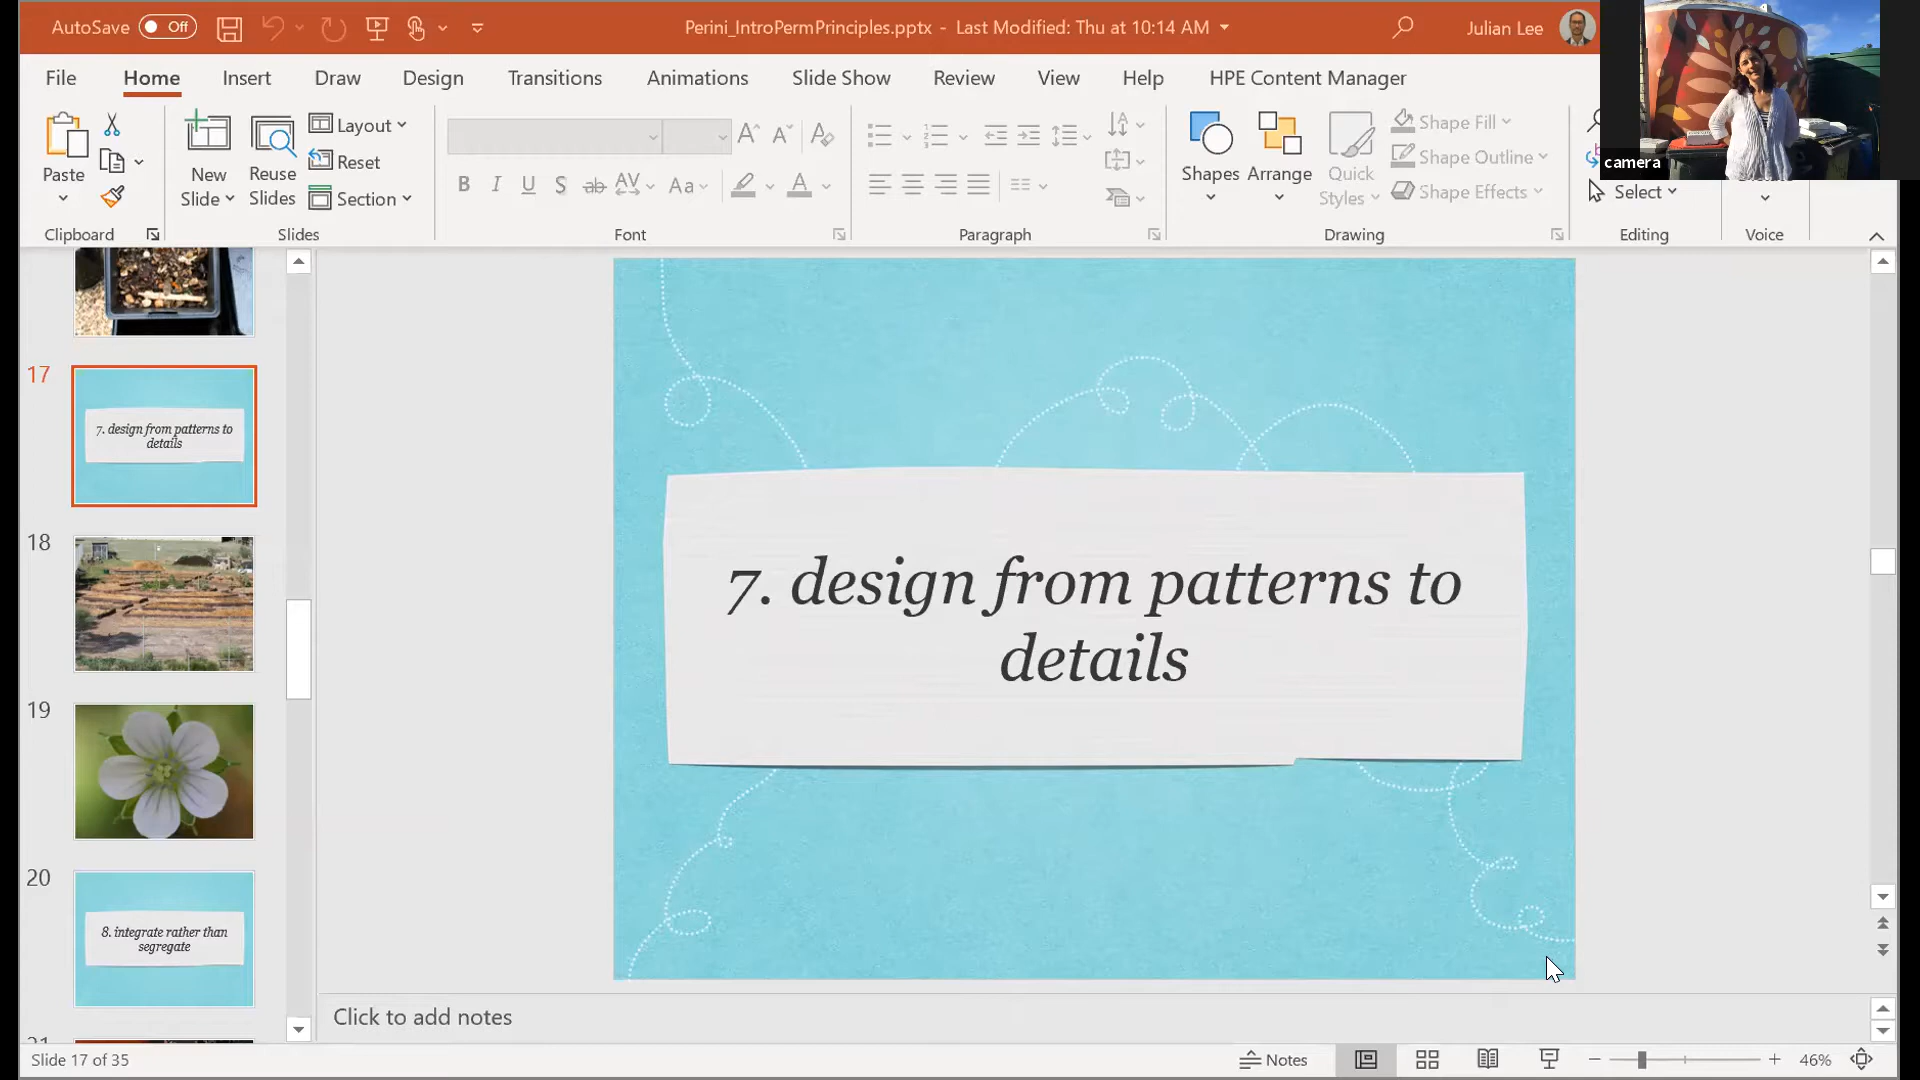 AutoSave Off
Perini_IntroPermPrinciples.pptx - Last Modified: Thu at 10:14 AM
Julian Lee
File Home Insert Draw Design Transitions Animations Slide Show Review View Help HPE Content Manager
Paste
New
Slide
Reuse
Slides
Layout
Reset
Section
B I U S ab AV Aa A
Shapes
Arrange
Quick
Styles
Shape Fill
Shape Outline
Shape Effects
Select
camera
Clipboard Slides Font Paragraph Drawing Editing Voice
17
7. design from patterns to
details
18
19
20
8. integrate rather than
segregate
7. design from patterns to
details
Click to add notes
Slide 17 of 35
Notes
46%